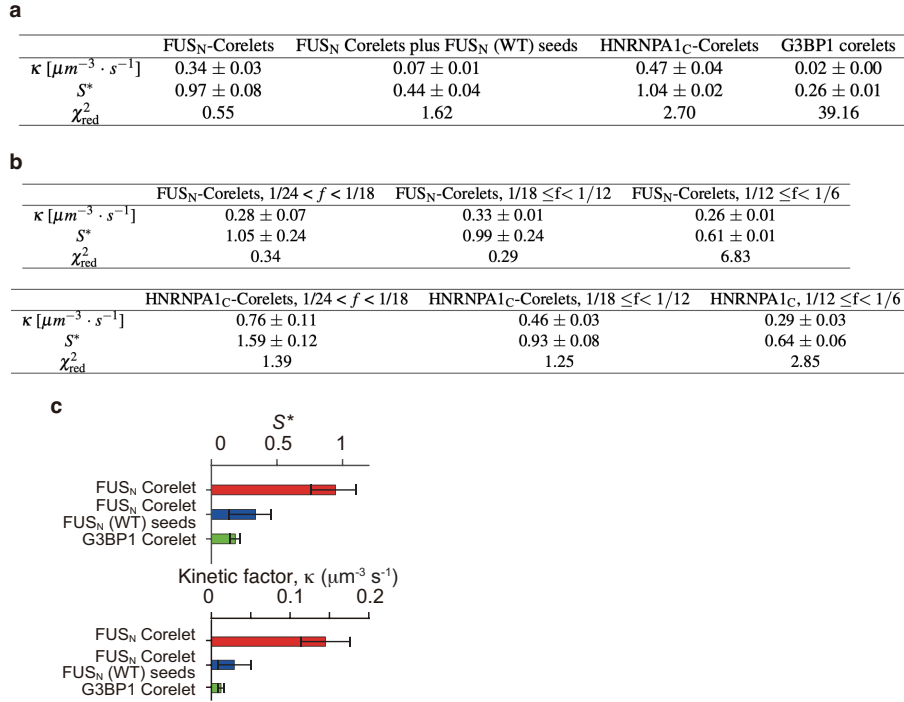 a
FUSN-Corelets FUSN Corelets plus FUSN (WT) seeds HNRNPA1C-Corelets G3BP1 corelets
κ [μm⁻³ · s⁻¹] 0.34 ± 0.03 0.07 ± 0.01 0.47 ± 0.04 0.02 ± 0.00
S* 0.97 ± 0.08 0.44 ± 0.04 1.04 ± 0.02 0.26 ± 0.01
χ²red 0.55 1.62 2.70 39.16
b
FUSN-Corelets, 1/24 < f < 1/18 FUSN-Corelets, 1/18 ≤f< 1/12 FUSN-Corelets, 1/12 ≤f< 1/6
κ [μm⁻³ · s⁻¹] 0.28 ± 0.07 0.33 ± 0.01 0.26 ± 0.01
S* 1.05 ± 0.24 0.99 ± 0.24 0.61 ± 0.01
χ²red 0.34 0.29 6.83
HNRNPA1C-Corelets, 1/24 < f < 1/18 HNRNPA1C-Corelets, 1/18 ≤f< 1/12 HNRNPA1C, 1/12 ≤f< 1/6
κ [μm⁻³ · s⁻¹] 0.76 ± 0.11 0.46 ± 0.03 0.29 ± 0.03
S* 1.59 ± 0.12 0.93 ± 0.08 0.64 ± 0.06
χ²red 1.39 1.25 2.85
c
S*
0 0.5 1
FUSN Corelet
FUSN Corelet
FUSN (WT) seeds
G3BP1 Corelet
Kinetic factor, κ (μm⁻³ s⁻¹)
0 0.1 0.2
FUSN Corelet
FUSN Corelet
FUSN (WT) seeds
G3BP1 Corelet